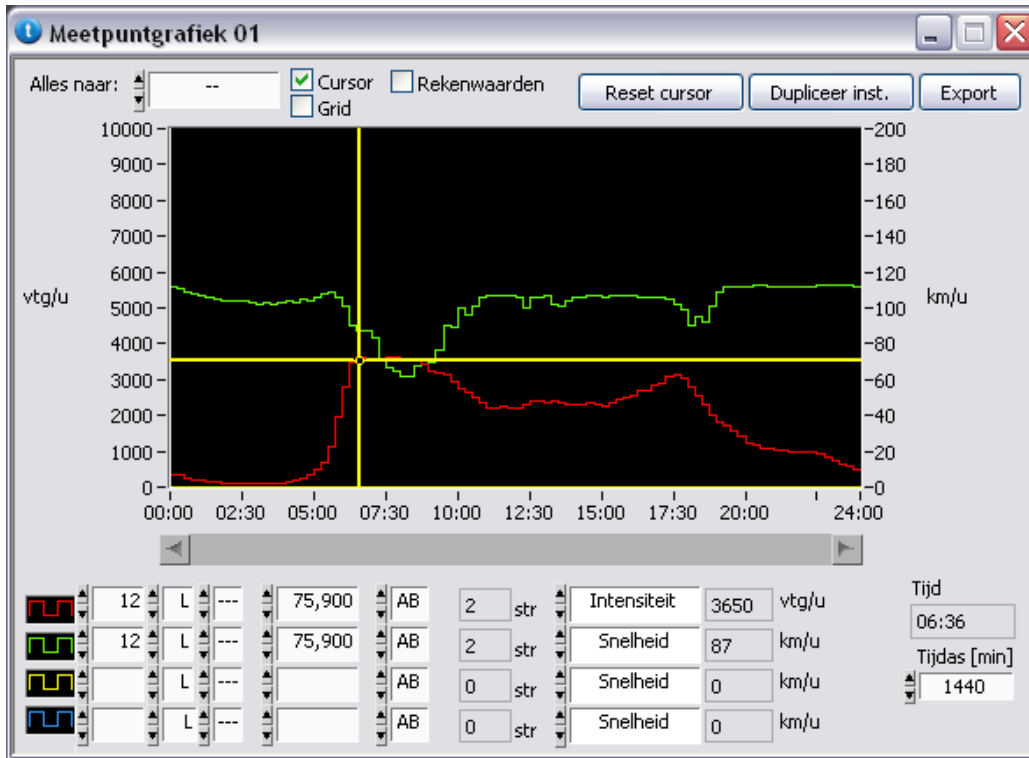 Meetpuntgrafiek 01
Alles naar: -- Cursor Rekenwaarden Reset cursor Dupliceer inst. Export
Grid
10000 200
9000 180
8000 160
7000 140
6000 120
vtg/u km/u
5000 100
4000 80
3000 60
2000 40
1000 20
0 0
00:00 02:30 05:00 07:30 10:00 12:30 15:00 17:30 20:00 24:00
12 L --- 75,900 AB 2 str Intensiteit 3650 vtg/u
12 L --- 75,900 AB 2 str Snelheid 87 km/u
L --- AB 0 str Snelheid 0 km/u
L --- AB 0 str Snelheid 0 km/u
Tijd
06:36
Tijdas [min]
1440